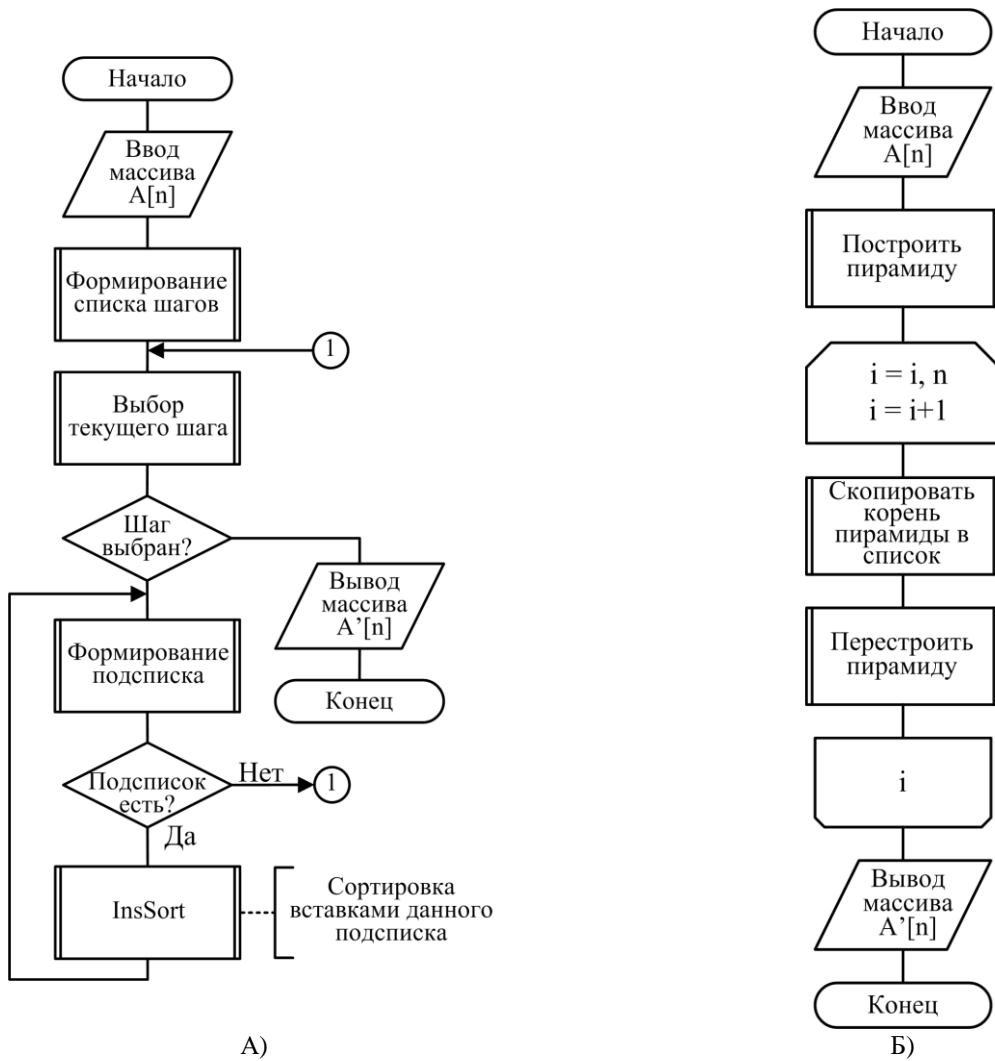 Начало
Ввод
массива
A[n]
Формирование
списка шагов
1
Выбор
текущего шага
Шаг
выбран?
Вывод
массива
A’[n]
Конец
Формирование
подсписка
Подсписок
есть?
Нет
1
Да
InsSort
Сортировка
вставками данного
подсписка
А)
Начало
Ввод
массива
A[n]
Построить
пирамиду
i = i, n
i = i+1
Скопировать
корень
пирамиды в
список
Перестроить
пирамиду
i
Вывод
массива
A’[n]
Конец
Б)